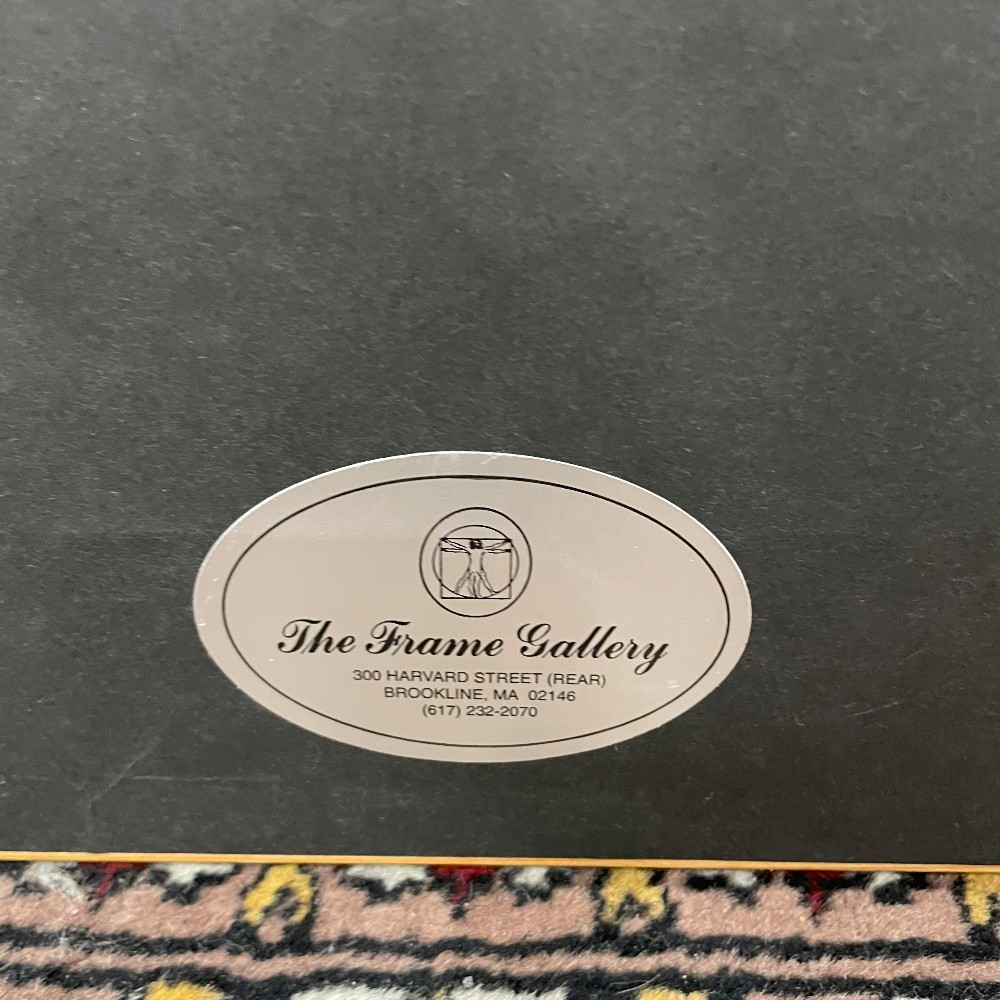 The Frame Gallery
300 HARVARD STREET (REAR)
BROOKLINE, MA 02146
(617) 232-2070